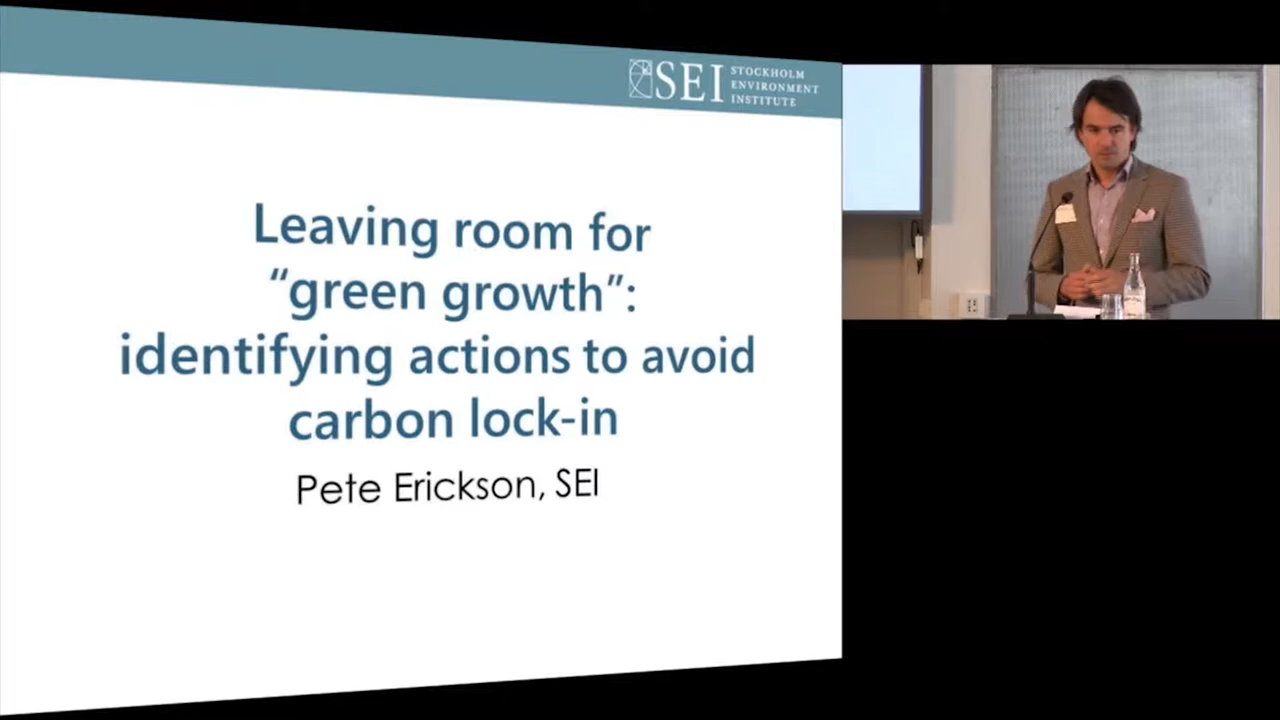 SEI
STOCKHOLM
ENVIRONMENT
INSTITUTE
Leaving room for
“green growth”:
identifying actions to avoid
carbon lock-in
Pete Erickson, SEI